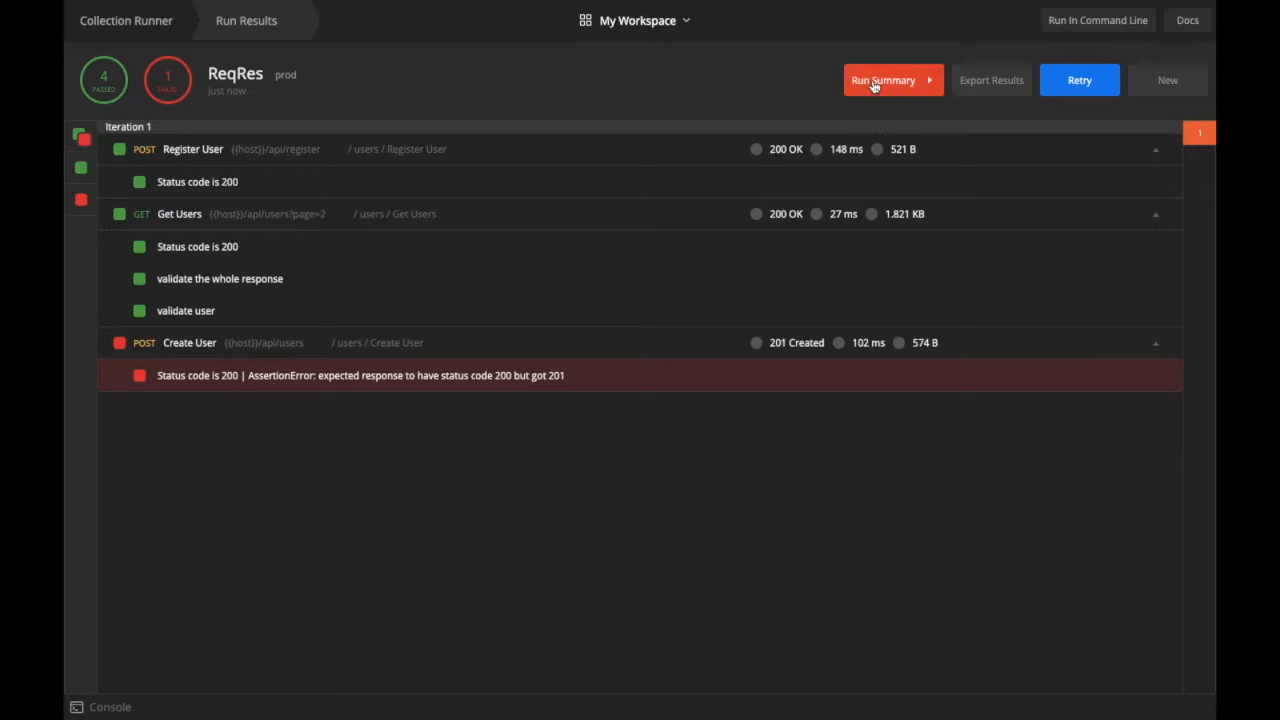 Collection Runner Run Results My Workspace Run In Command Line Docs
4 PASSED 1 FAILED ReqRes prod Run Summary Export Results Retry New
just now
Iteration 1 1
POST Register User {{host}}/api/register / users / Register User 200 OK 148 ms 521 B
Status code is 200
GET Get Users {{host}}/api/users?page=2 / users / Get Users 200 OK 27 ms 1.821 KB
Status code is 200
validate the whole response
validate user
POST Create User {{host}}/api/users / users / Create User 201 Created 102 ms 574 B
Status code is 200 | AssertionError: expected response to have status code 200 but got 201
Console